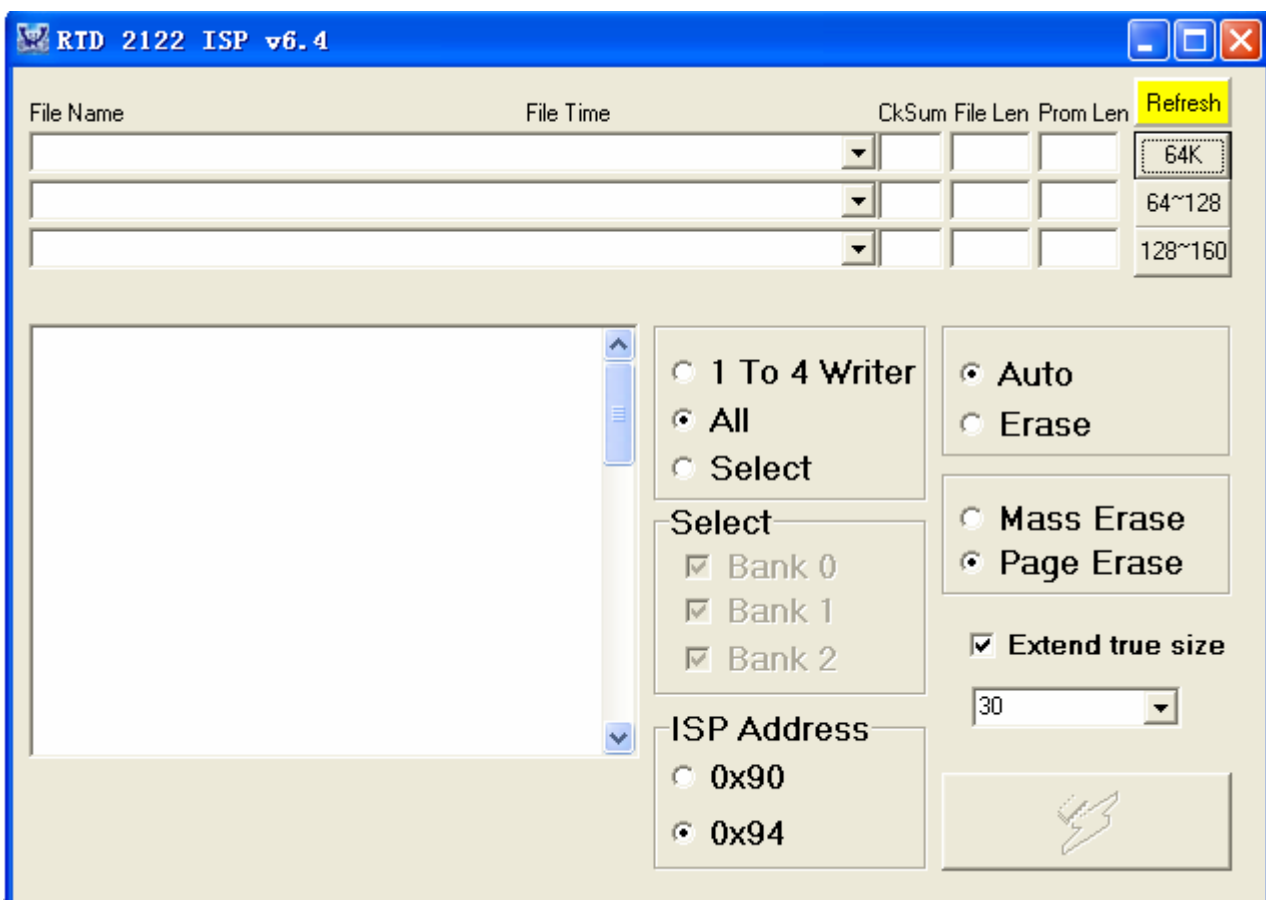 RTD 2122 ISP v6.4
File Name File Time CkSum File Len Prom Len Refresh
64K
64~128
128~160
1 To 4 Writer
All
Select
Auto
Erase
Select
Bank 0
Bank 1
Bank 2
Mass Erase
Page Erase
Extend true size
30
ISP Address
0x90
0x94